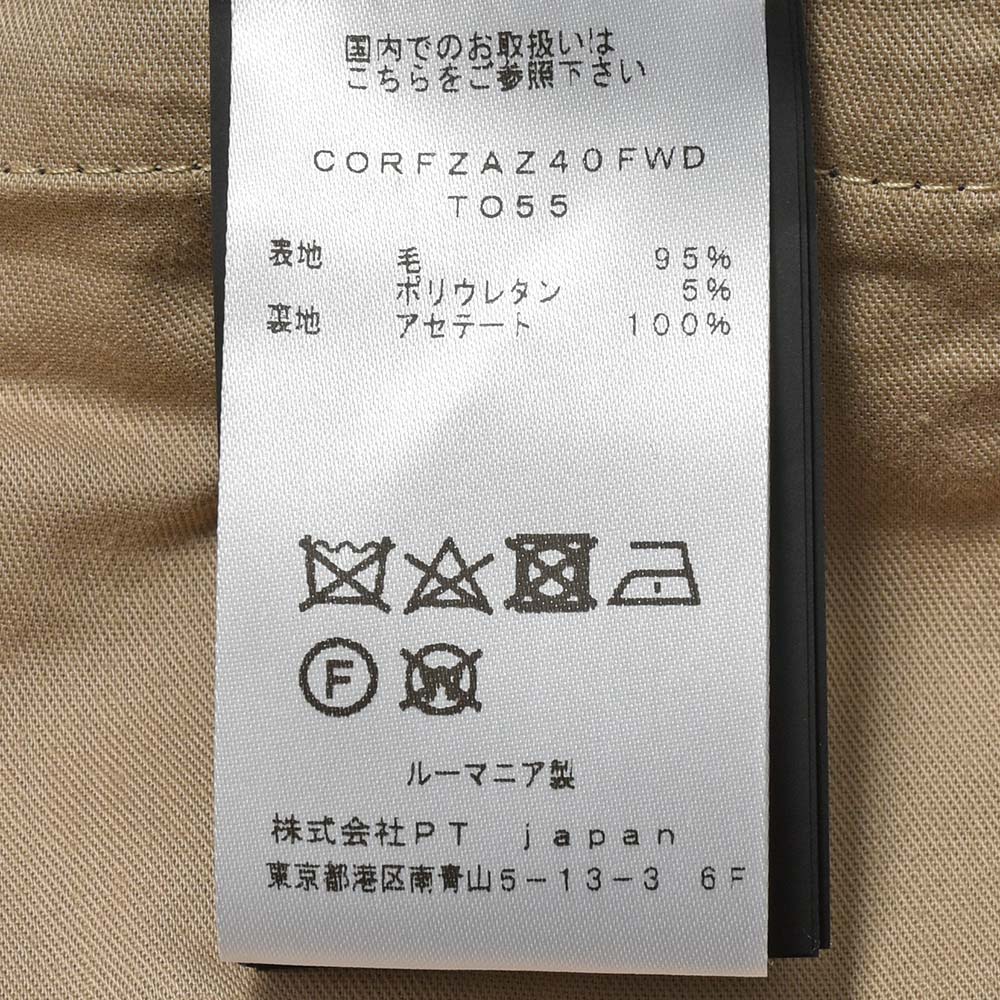 国内でのお取扱いは
こちらをご参照下さい
CORFZAZ40FWD
TO55
表地 毛 95%
ポリウレタン 5%
裏地 アセテート 100%
F W
ルーマニア製
株式会社PT japan
東京都港区南青山5-13-3 6F